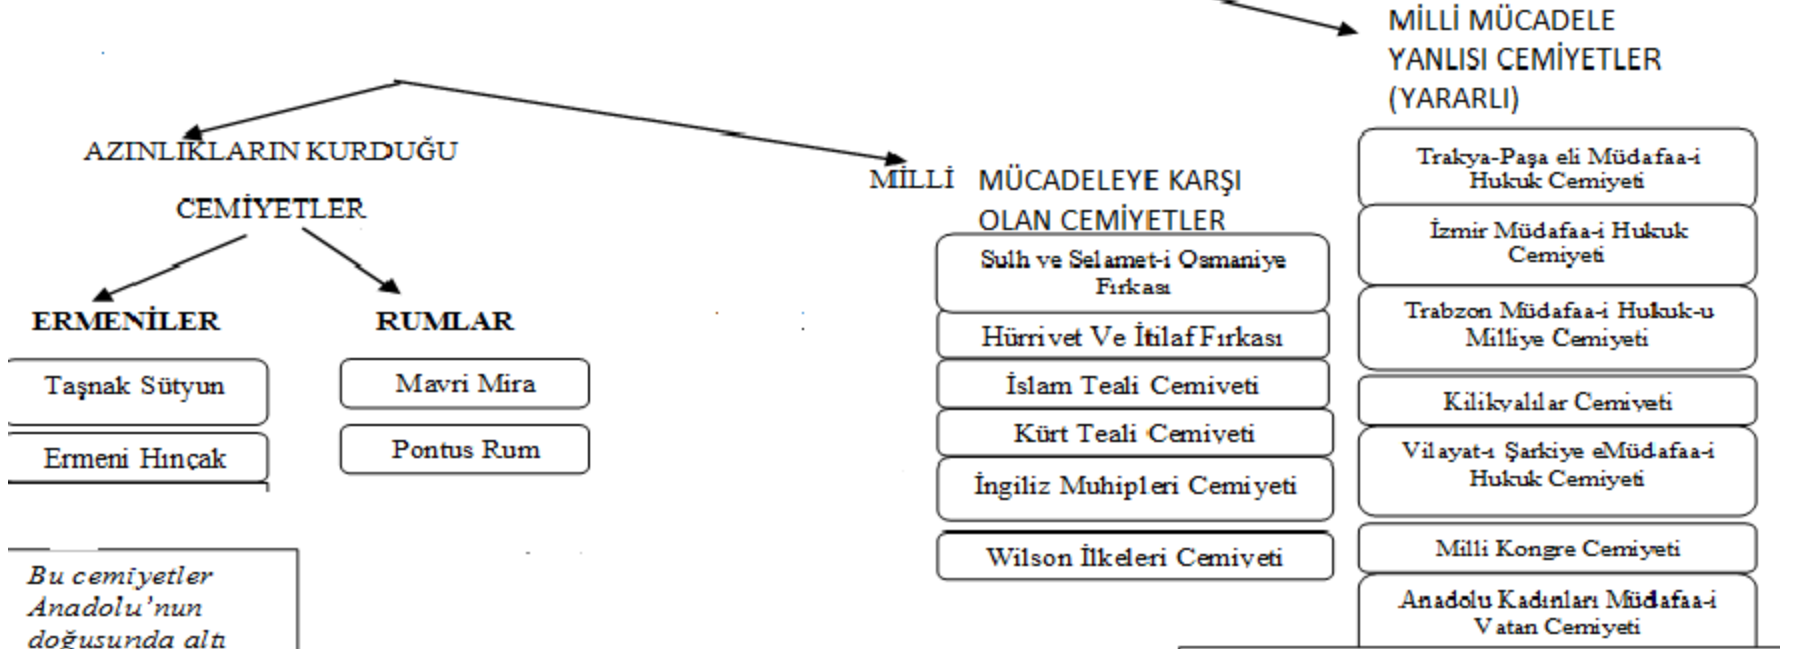 MİLLİ MÜCADELE
YANLISI CEMİYETLER
(YARARLI)
AZINLIKLARIN KURDUĞU
CEMİYETLER
ERMENİLER
Taşnak Sütyun
Ermeni Hınçak
RUMLAR
Mavri Mira
Pontus Rum
Bu cemiyetler
Anadolu'nun
doğusunda altı
MİLLİ MÜCADELEYE KARŞI
OLAN CEMİYETLER
Sulh ve Selamet-i Osmaniye
Fırkası
Hürriyet Ve İtilaf Fırkası
İslam Teali Cemiyeti
Kürt Teali Cemiyeti
İngiliz Muhipleri Cemiyeti
Wilson İlkeleri Cemiyeti
Trakya-Paşa eli Müdafaa-i
Hukuk Cemiyeti
İzmir Müdafaa-i Hukuk
Cemiyeti
Trabzon Müdafaa-i Hukuk-u
Milliye Cemiyeti
Kilikyalılar Cemiyeti
Vilayat-ı Şarkiye eMüdafaa-i
Hukuk Cemiyeti
Milli Kongre Cemiyeti
Anadolu Kadınları Müdafaa-i
Vatan Cemiyeti